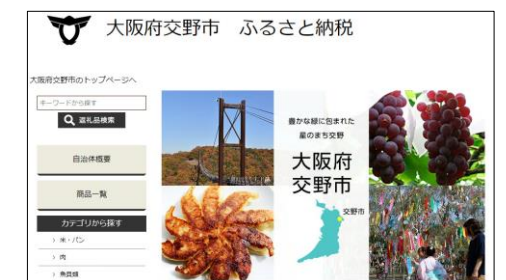 大阪府交野市 ふるさと納税
大阪府交野市のトップページへ
キーワードから探す
返礼品検索
自治体概要
商品一覧
カテゴリから探す
> 米・パン
> 肉
> 魚貝類
豊かな緑に包まれた
星のまち交野
大阪府
交野市
交野市